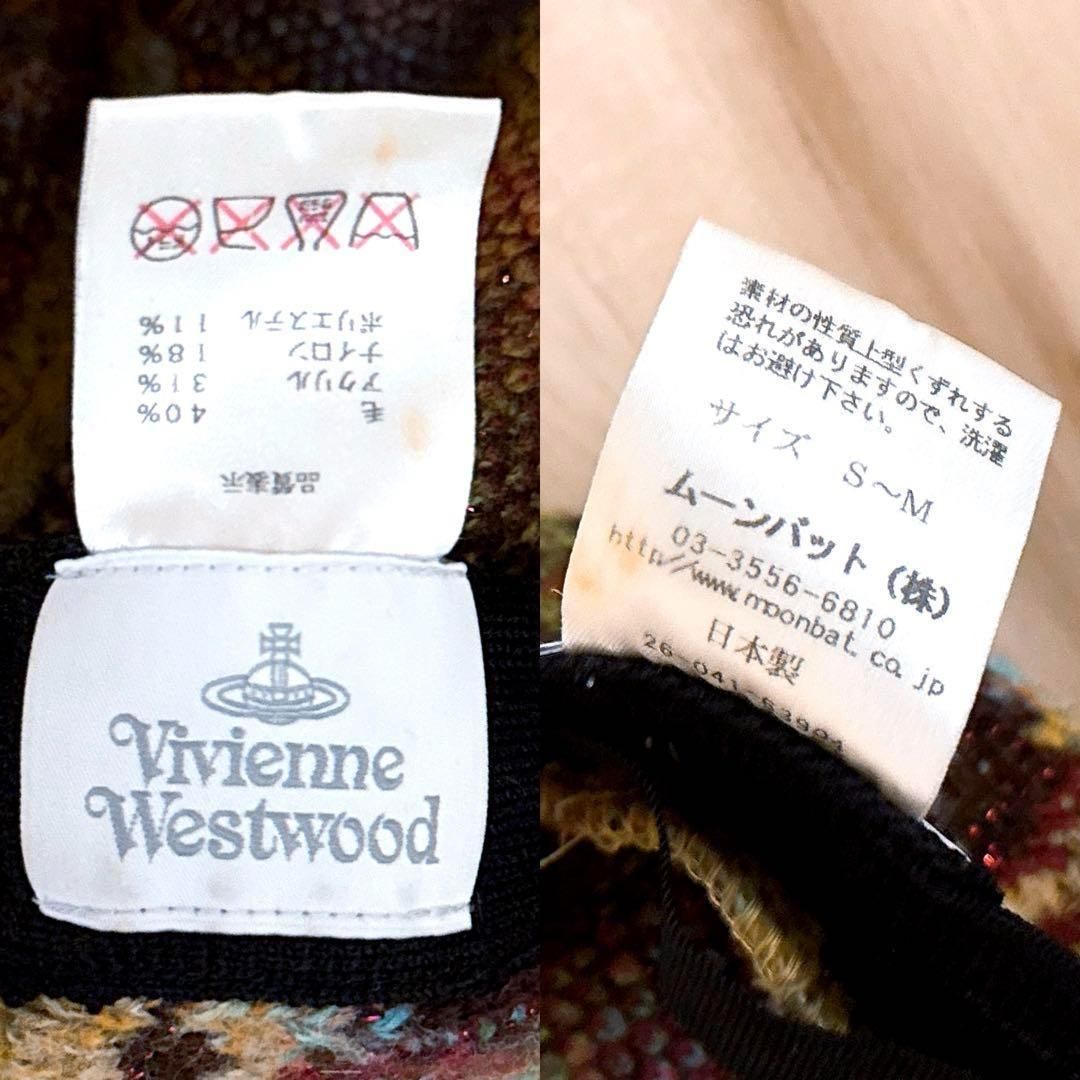 品質表示
毛 40%
アクリル 31%
ナイロン 18%
ポリエステル 11%
Vivienne
Westwood
素材の性質上型くずれする
恐れがありますので、洗濯
はお避け下さい。
サイズ S～M
ムーンバット(株)
03-3556-6810
http://www.moonbat.co.jp
日本製
26-041-63904